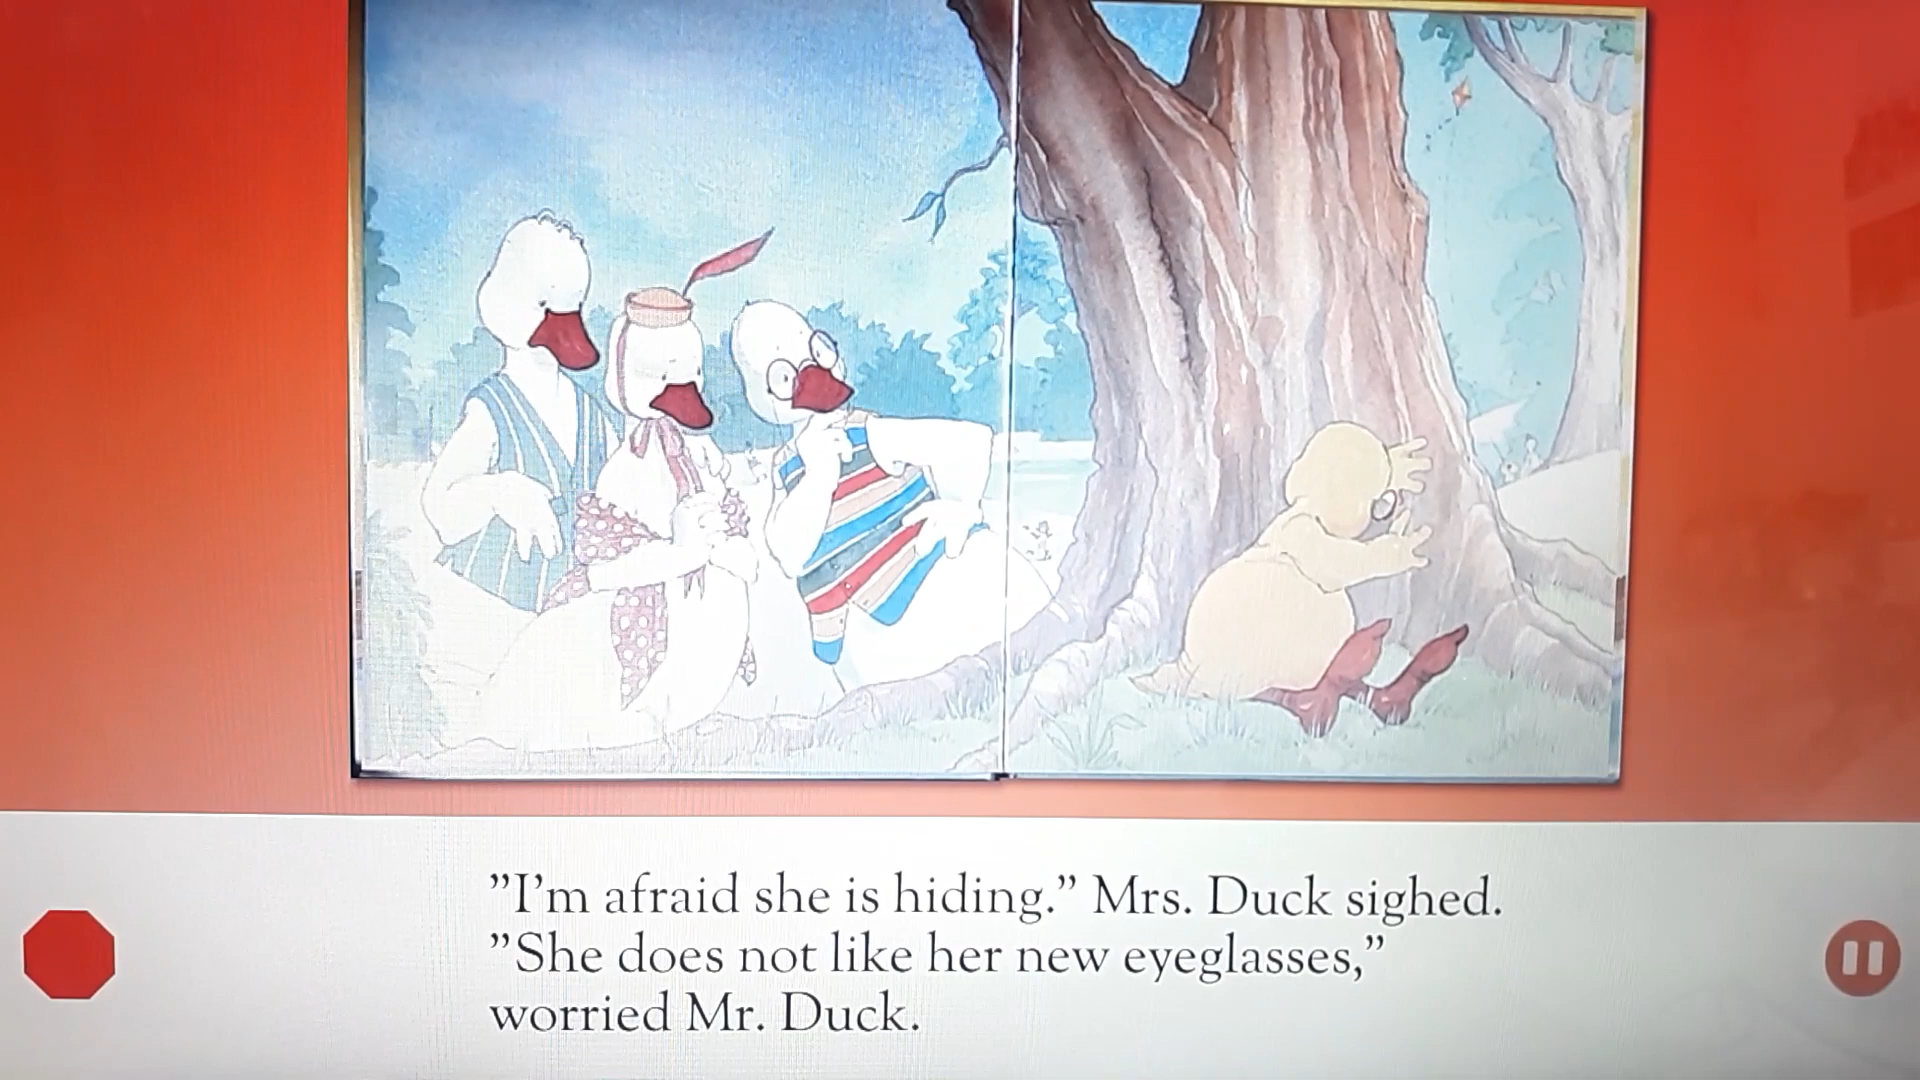 ”I’m afraid she is hiding.” Mrs. Duck sighed.
”She does not like her new eyeglasses,”
worried Mr. Duck.